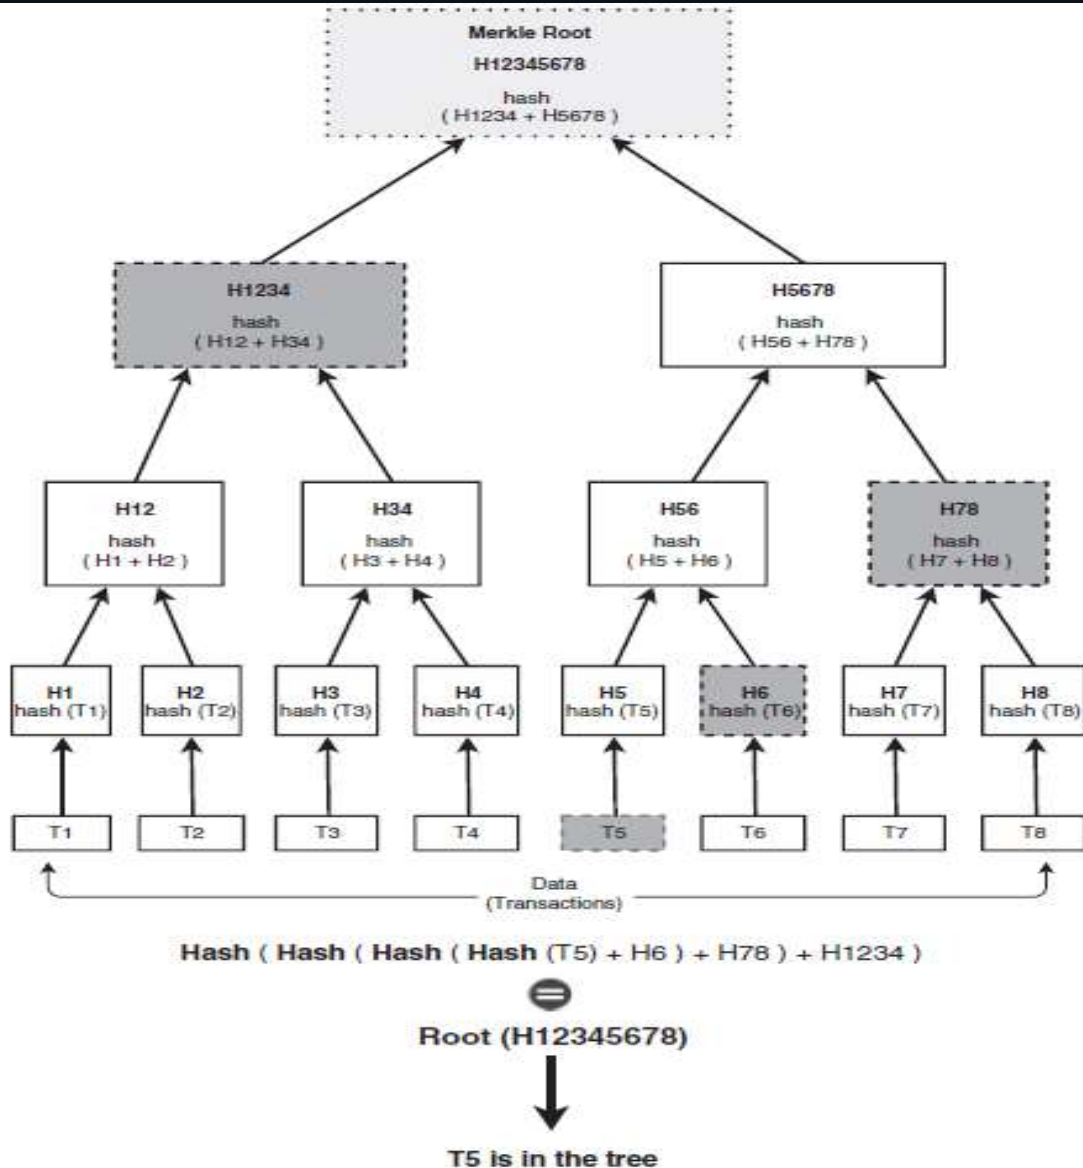 Merkle Root
H12345678
hash
( H1234 + H5678 )
H1234
hash
( H12 + H34 )
H5678
hash
( H56 + H78 )
H12
hash
( H1 + H2 )
H34
hash
( H3 + H4 )
H56
hash
( H5 + H6 )
H78
hash
( H7 + H8 )
H1
hash (T1)
H2
hash (T2)
H3
hash (T3)
H4
hash (T4)
H5
hash (T5)
H6
hash (T6)
H7
hash (T7)
H8
hash (T8)
T1
T2
T3
T4
T5
T6
T7
T8
Data
(Transactions)
Hash ( Hash ( Hash ( Hash (T5) + H6 ) + H78 ) + H1234 )
=
Root (H12345678)
T5 is in the tree